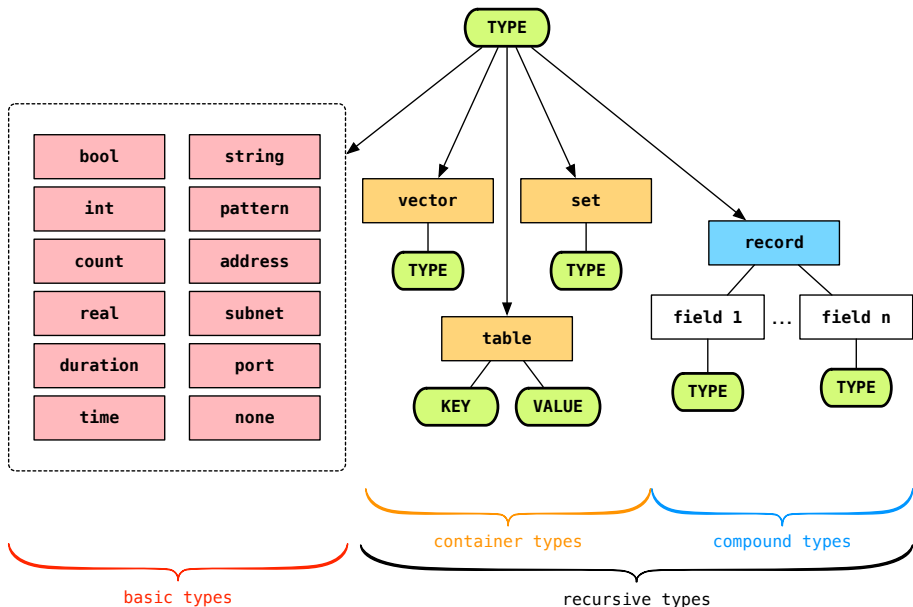 TYPE
bool
string
int
pattern
count
address
real
subnet
duration
port
time
none
vector
set
TYPE
TYPE
table
KEY
VALUE
record
field 1
...
field n
TYPE
TYPE
container types
compound types
basic types
recursive types